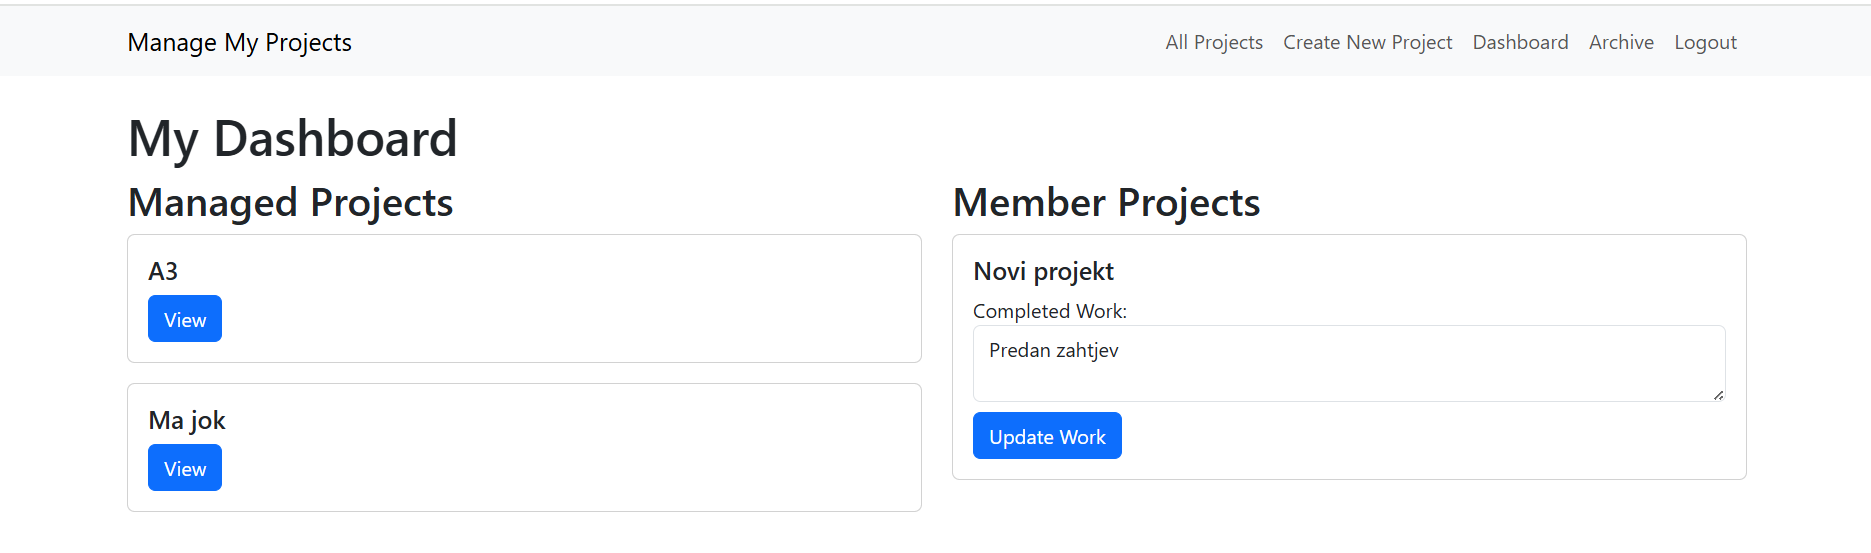 Manage My Projects
All Projects Create New Project Dashboard Archive Logout
My Dashboard
Managed Projects
A3
View
Ma jok
View
Member Projects
Novi projekt
Completed Work:
Predan zahtjev
Update Work